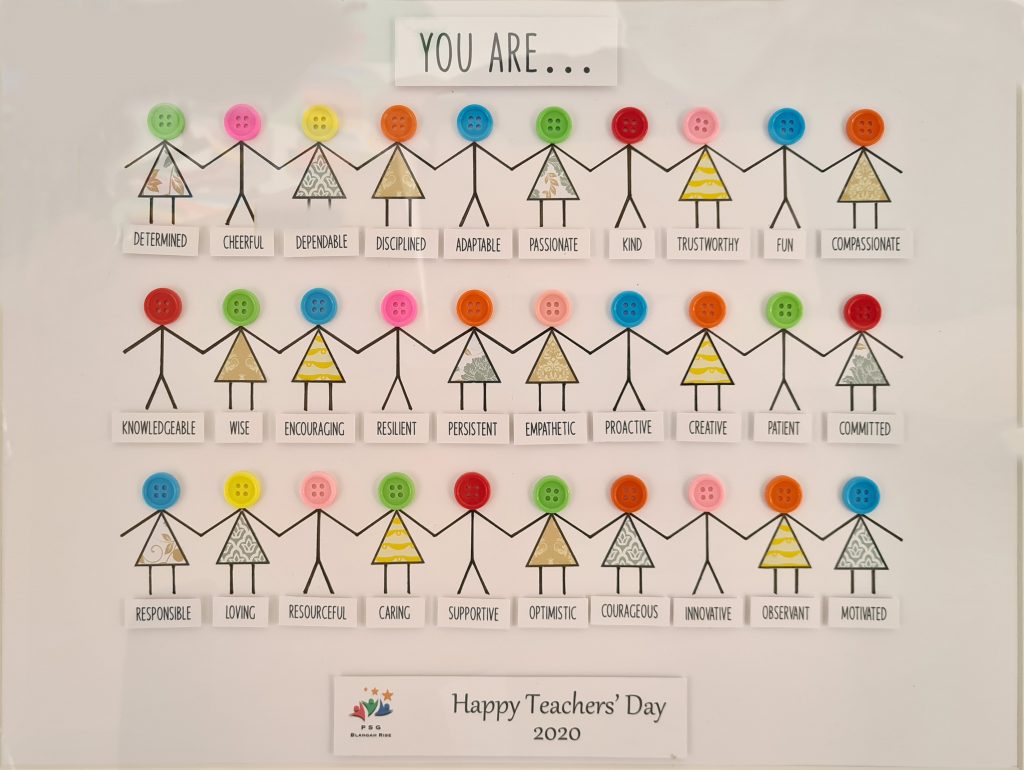 YOU ARE...
DETERMINED CHEERFUL DEPENDABLE DISCIPLINED ADAPTABLE PASSIONATE KIND TRUSTWORTHY FUN COMPASSIONATE
KNOWLEDGEABLE WISE ENCOURAGING RESILIENT PERSISTENT EMPATHETIC PROACTIVE CREATIVE PATIENT COMMITTED
RESPONSIBLE LOVING RESOURCEFUL CARING SUPPORTIVE OPTIMISTIC COURAGEOUS INNOVATIVE OBSERVANT MOTIVATED
Happy Teachers' Day
2020
PSG
BLANGAH RISE